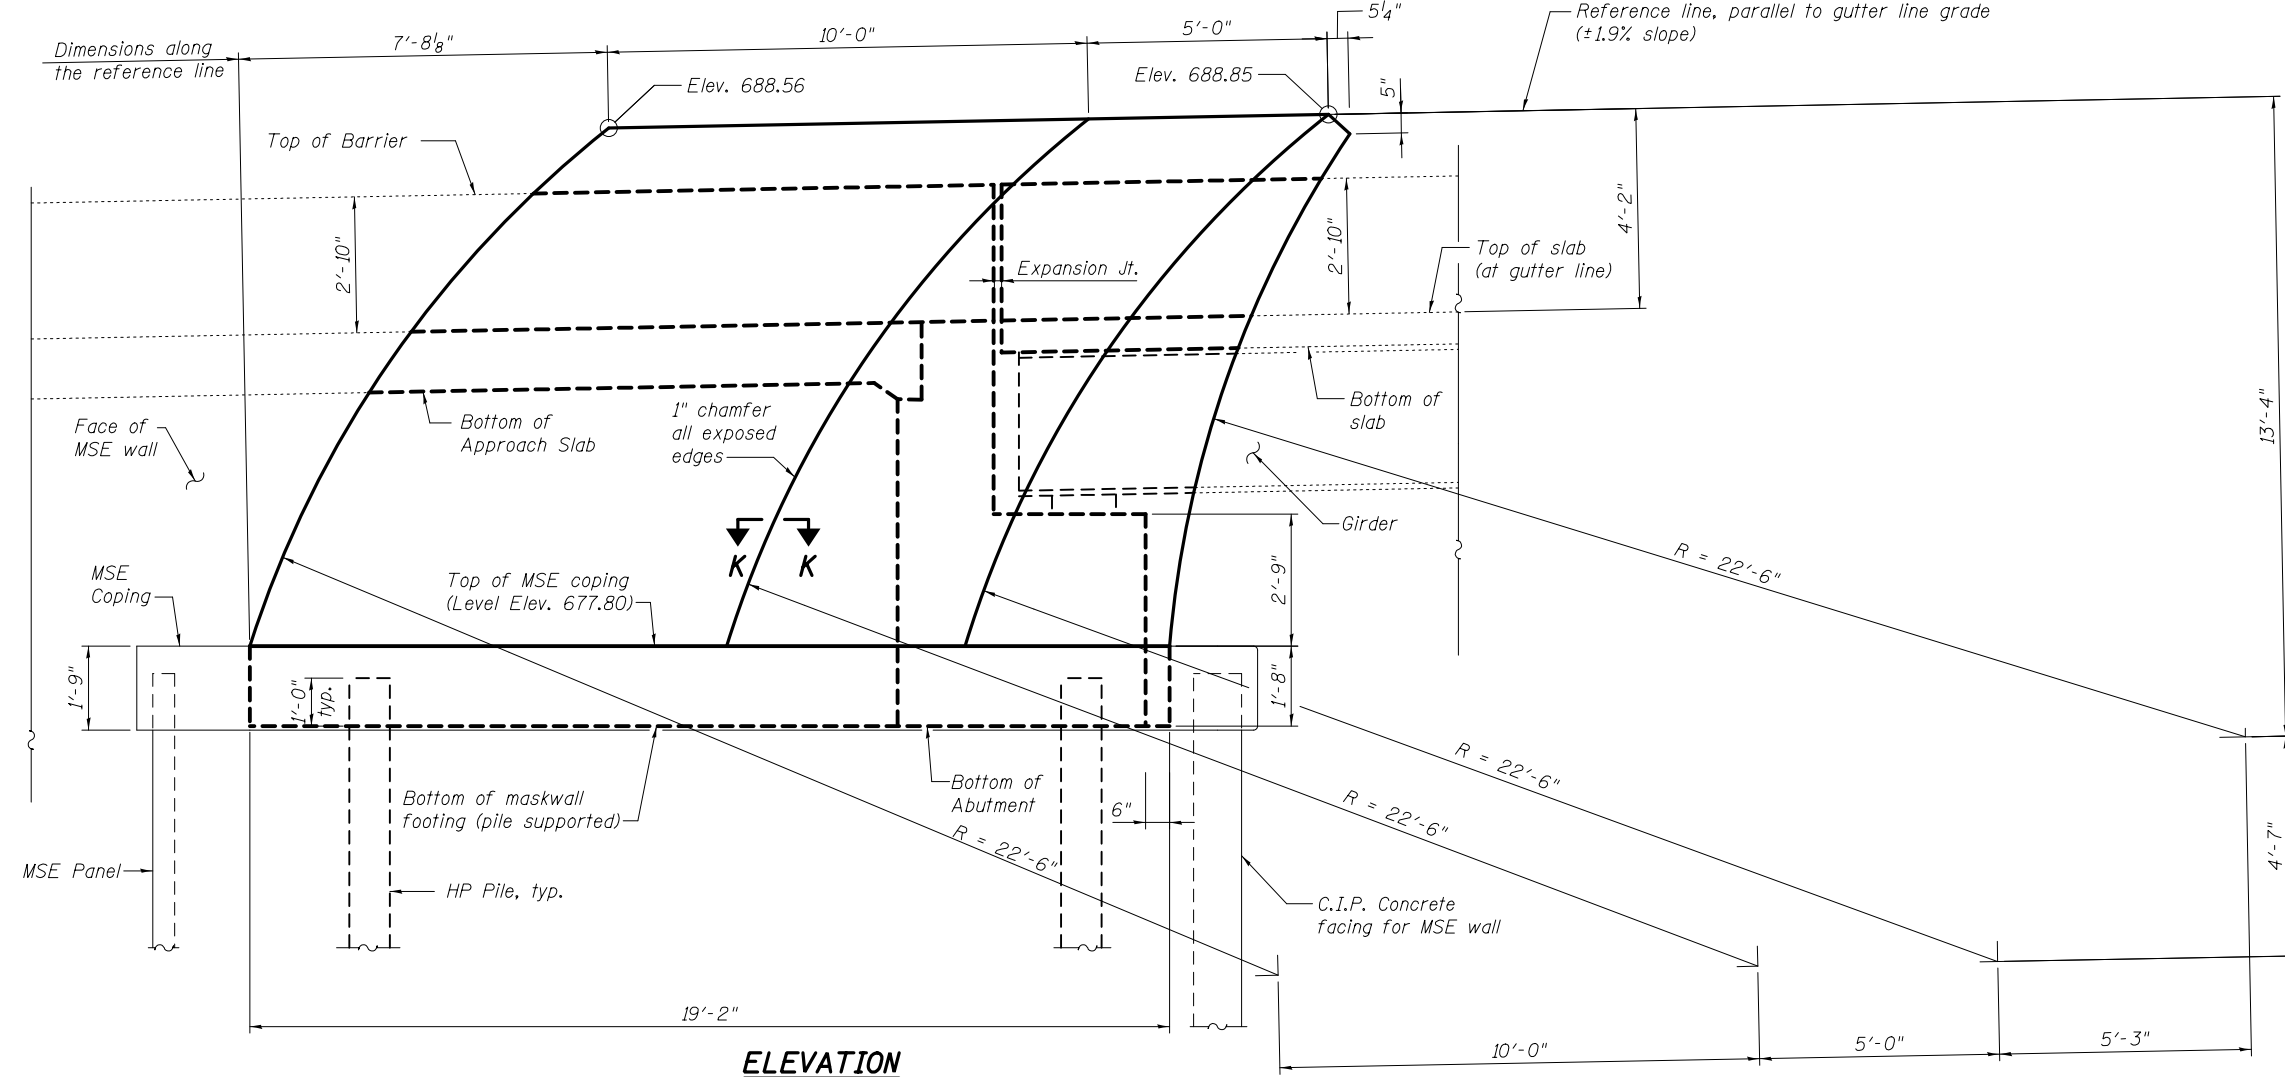 Dimensions along
the reference line
7'-8⅛"
10'-0"
5'-0"
5¼"
Reference line, parallel to gutter line grade
(±1.9% slope)
Elev. 688.56
Elev. 688.85
5"
Top of Barrier
4'-2"
2'-10"
2'-10"
Top of slab
(at gutter line)
Expansion Jt.
13'-4"
Bottom of
slab
Face of
MSE wall
Bottom of
Approach Slab
1" chamfer
all exposed
edges
Girder
K
K
R = 22'-6"
MSE
Coping
Top of MSE coping
(Level Elev. 677.80)
2'-9"
1'-9"
1'-0"
typ.
1'-8"
R = 22'-6"
Bottom of maskwall
footing (pile supported)
Bottom of
Abutment
6"
R = 22'-6"
R = 22'-6"
4'-7"
MSE Panel
HP Pile, typ.
C.I.P. Concrete
facing for MSE wall
19'-2"
10'-0"
5'-0"
5'-3"
ELEVATION